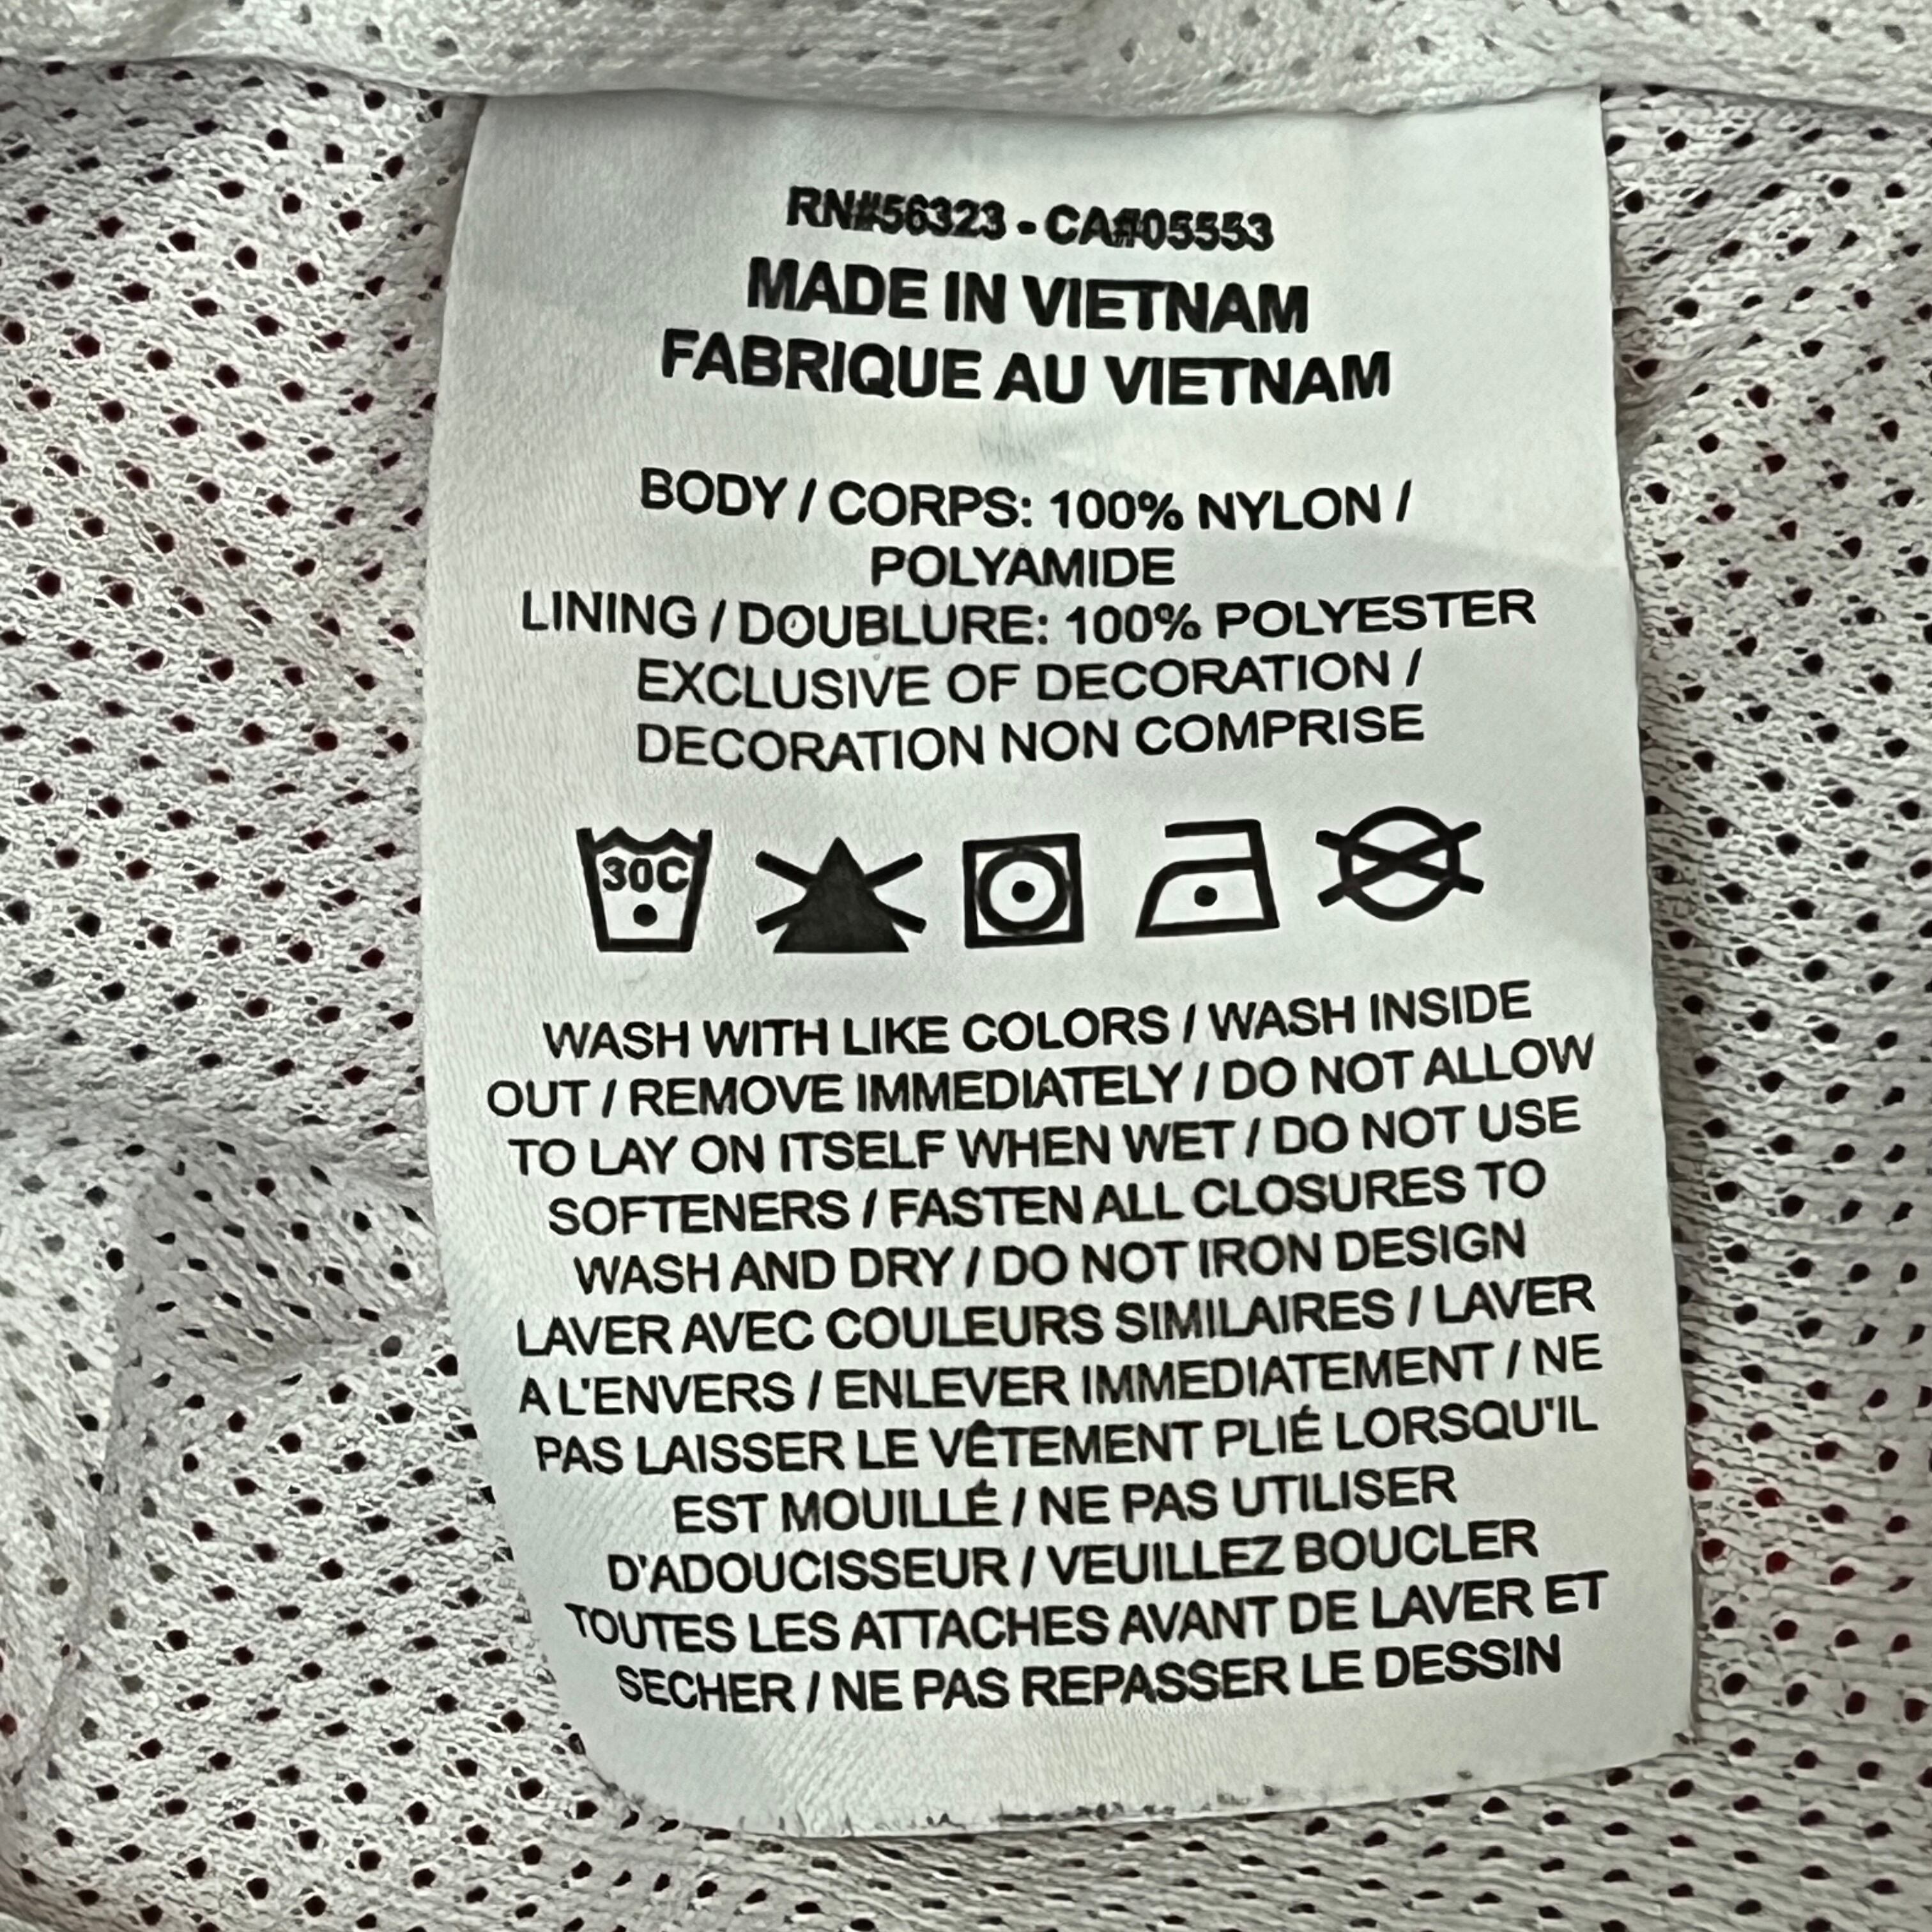 RN#56323 - CA#05553
MADE IN VIETNAM
FABRIQUE AU VIETNAM
BODY / CORPS: 100% NYLON /
POLYAMIDE
LINING / DOUBLURE: 100% POLYESTER
EXCLUSIVE OF DECORATION /
DECORATION NON COMPRISE
30C
WASH WITH LIKE COLORS / WASH INSIDE
OUT / REMOVE IMMEDIATELY / DO NOT ALLOW
TO LAY ON ITSELF WHEN WET / DO NOT USE
SOFTENERS / FASTEN ALL CLOSURES TO
WASH AND DRY / DO NOT IRON DESIGN
LAVER AVEC COULEURS SIMILAIRES / LAVER
A L'ENVERS / ENLEVER IMMEDIATEMENT / NE
PAS LAISSER LE VÊTEMENT PLIÉ LORSQU'IL
EST MOUILLÉ / NE PAS UTILISER
D'ADOUCISSEUR / VEUILLEZ BOUCLER
TOUTES LES ATTACHES AVANT DE LAVER ET
SECHER / NE PAS REPASSER LE DESSIN